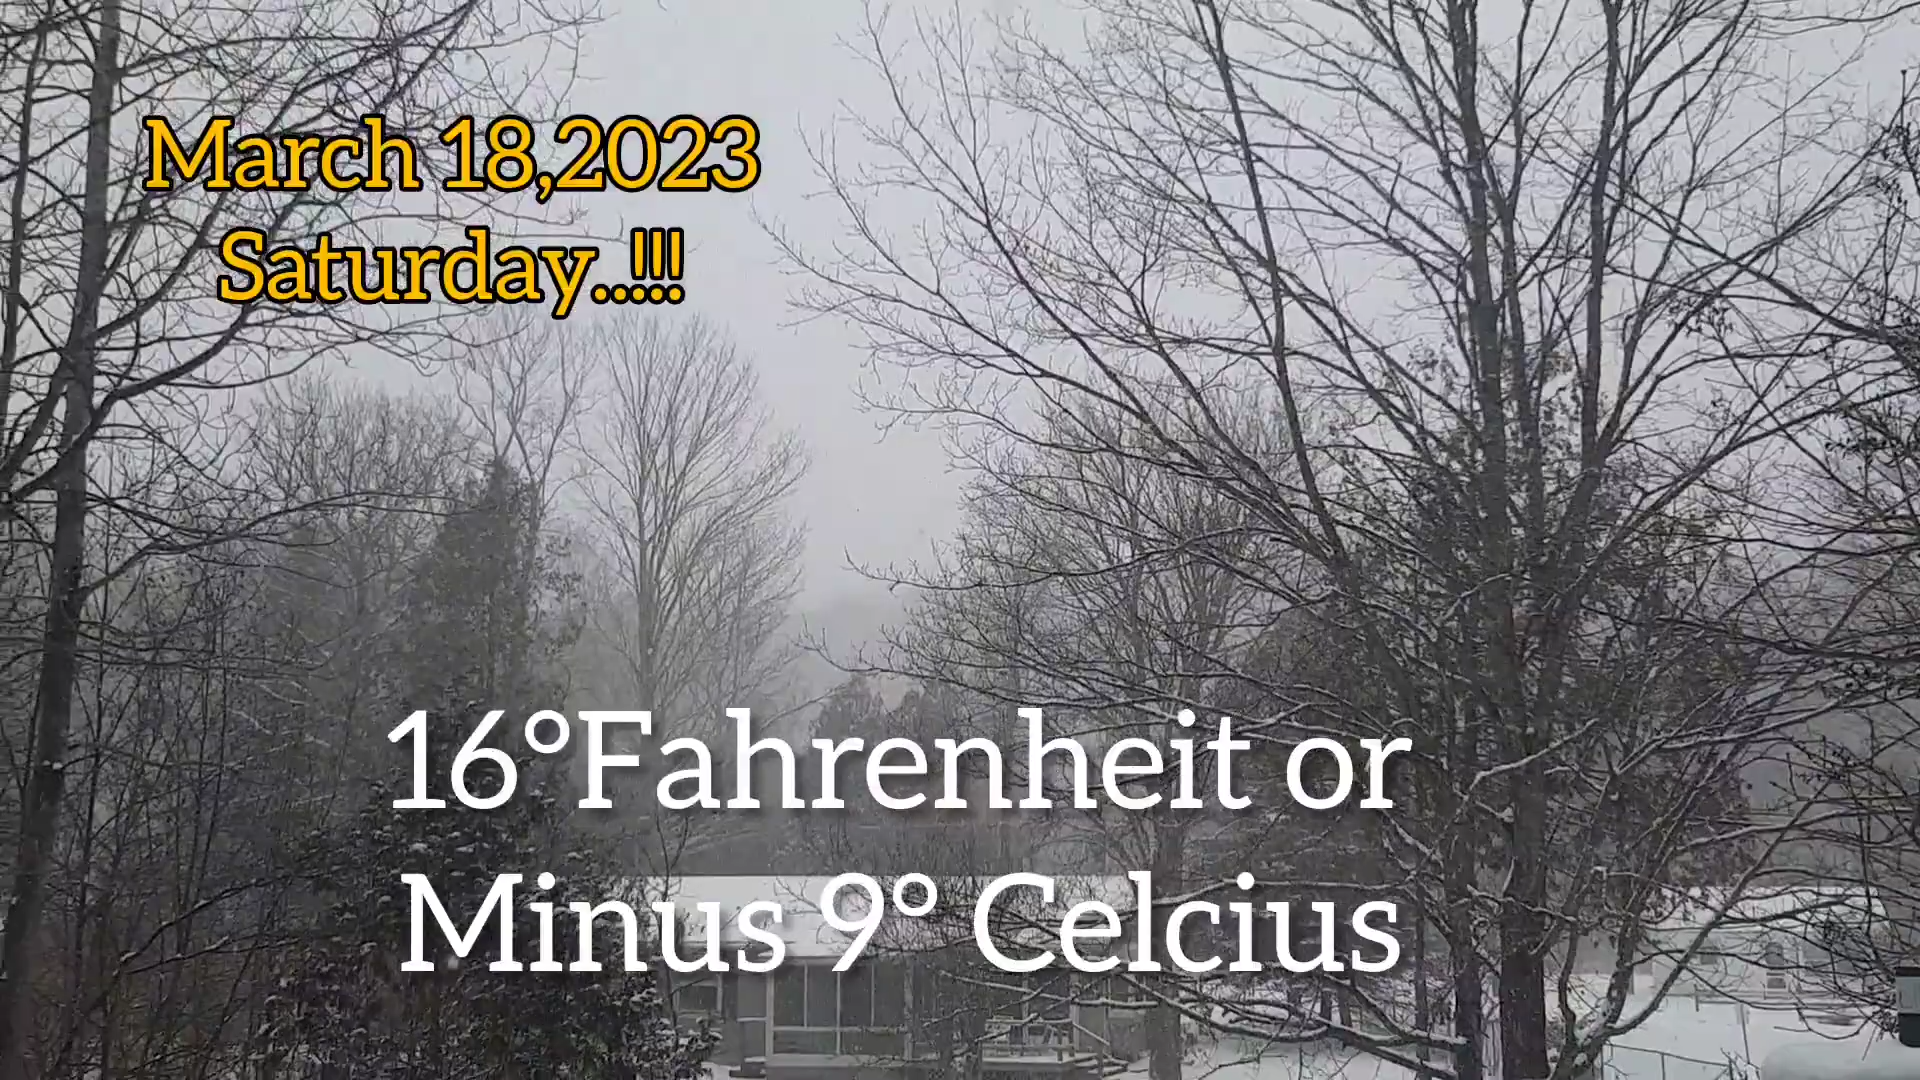 March 18,2023
Saturday..!!!
16°Fahrenheit or
Minus 9° Celcius